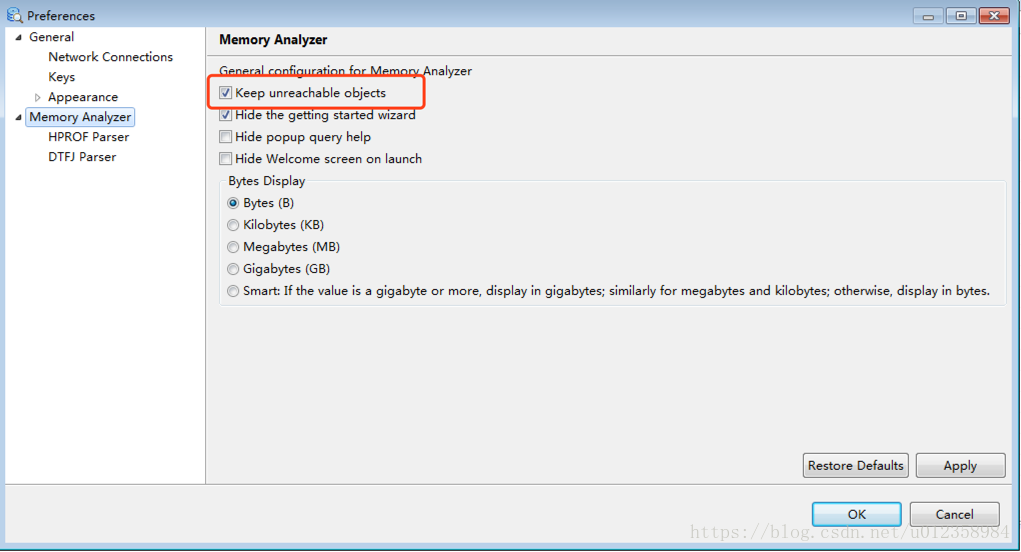 Preferences
General
Network Connections
Keys
Appearance
Memory Analyzer
HPROF Parser
DTFJ Parser
Memory Analyzer
General configuration for Memory Analyzer
Keep unreachable objects
Hide the getting started wizard
Hide popup query help
Hide Welcome screen on launch
Bytes Display
Bytes (B)
Kilobytes (KB)
Megabytes (MB)
Gigabytes (GB)
Smart: If the value is a gigabyte or more, display in gigabytes; similarly for megabytes and kilobytes; otherwise, display in bytes.
Restore Defaults Apply
OK Cancel
https://blog.csdn.net/u012358984